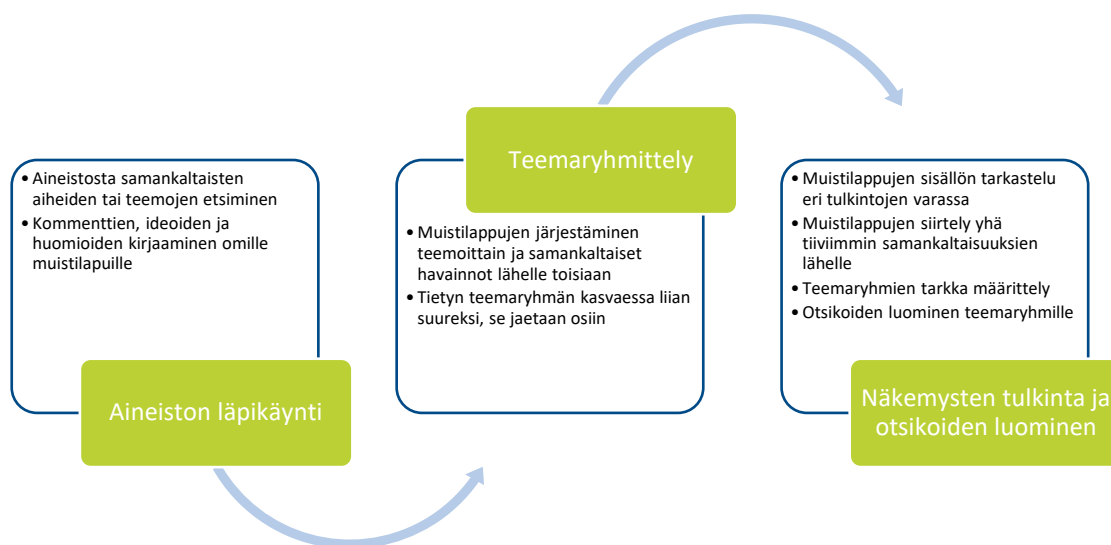 • Aineistosta samankaltaisten
aiheiden tai teemojen etsiminen
• Kommenttien, ideoiden ja
huomioiden kirjaaminen omille
muistilapuille
Aineiston läpikäynti
Teemaryhmittely
• Muistilappujen järjestäminen
teemoittain ja samankaltaiset
havainnot lähelle toisiaan
• Tietyn teemaryhmän kasvaessa liian
suureksi, se jaetaan osiin
• Muistilappujen sisällön tarkastelu
eri tulkintojen varassa
• Muistilappujen siirtely yhä
tiiviimmin samankaltaisuuksien
lähelle
• Teemaryhmien tarkka määrittely
• Otsikoiden luominen teemaryhmille
Näkemysten tulkinta ja
otsikoiden luominen